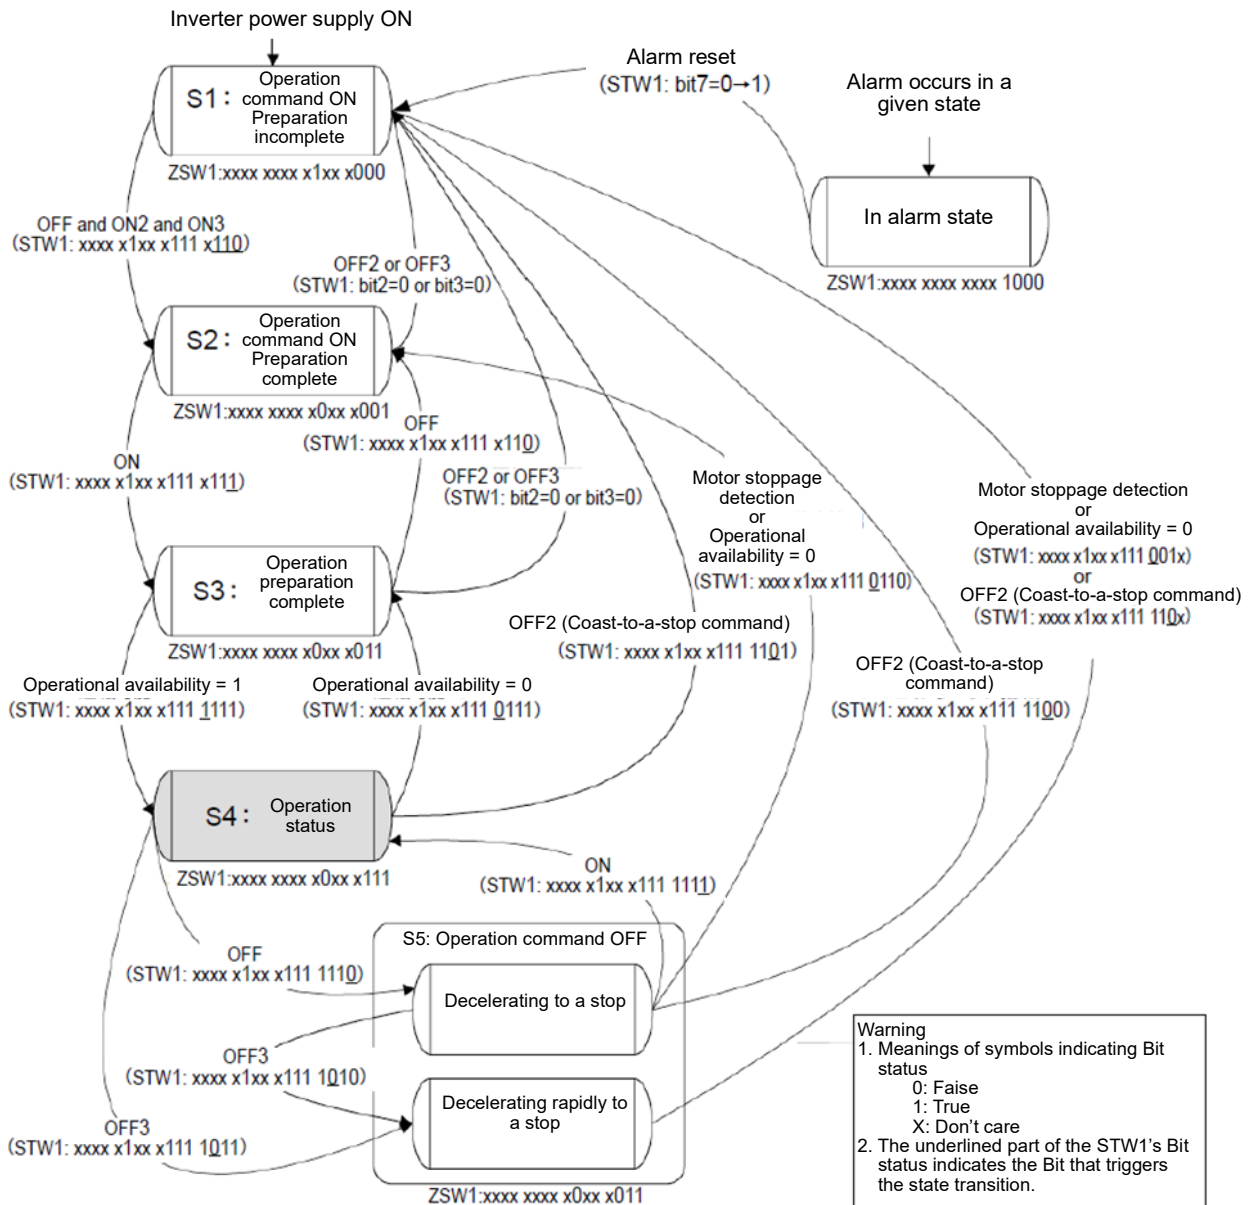 Inverter power supply ON
S1: Operation
command ON
Preparation
incomplete
ZSW1:xxxx xxxx x1xx x000
Alarm reset
(STW1: bit7=0→1)
Alarm occurs in a
given state
In alarm state
ZSW1:xxxx xxxx xxxx 1000
OFF and ON2 and ON3
(STW1: xxxx x1xx x111 x110)
OFF2 or OFF3
(STW1: bit2=0 or bit3=0)
S2: Operation
command ON
Preparation
complete
ZSW1:xxxx xxxx x0xx x001
OFF
(STW1: xxxx x1xx x111 x110)
ON
(STW1: xxxx x1xx x111 x111)
OFF2 or OFF3
(STW1: bit2=0 or bit3=0)
Motor stoppage
detection
or
Operational
availability = 0
(STW1: xxxx x1xx x111 0110)
Motor stoppage detection
or
Operational availability = 0
(STW1: xxxx x1xx x111 001x)
or
OFF2 (Coast-to-a-stop command)
(STW1: xxxx x1xx x111 110x)
S3: Operation
preparation
complete
ZSW1:xxxx xxxx x0xx x011
OFF2 (Coast-to-a-stop command)
(STW1: xxxx x1xx x111 1101)
OFF2 (Coast-to-a-stop
command)
(STW1: xxxx x1xx x111 1100)
Operational availability = 1
(STW1: xxxx x1xx x111 1111)
Operational availability = 0
(STW1: xxxx x1xx x111 0111)
S4: Operation
status
ZSW1:xxxx xxxx x0xx x111
ON
(STW1: xxxx x1xx x111 1111)
S5: Operation command OFF
OFF
(STW1: xxxx x1xx x111 1110)
Decelerating to a stop
OFF3
(STW1: xxxx x1xx x111 1010)
Decelerating rapidly to
a stop
OFF3
(STW1: xxxx x1xx x111 1011)
ZSW1:xxxx xxxx x0xx x011
Warning
1. Meanings of symbols indicating Bit
status
0: Faise
1: True
X: Don't care
2. The underlined part of the STW1's Bit
status indicates the Bit that triggers
the state transition.